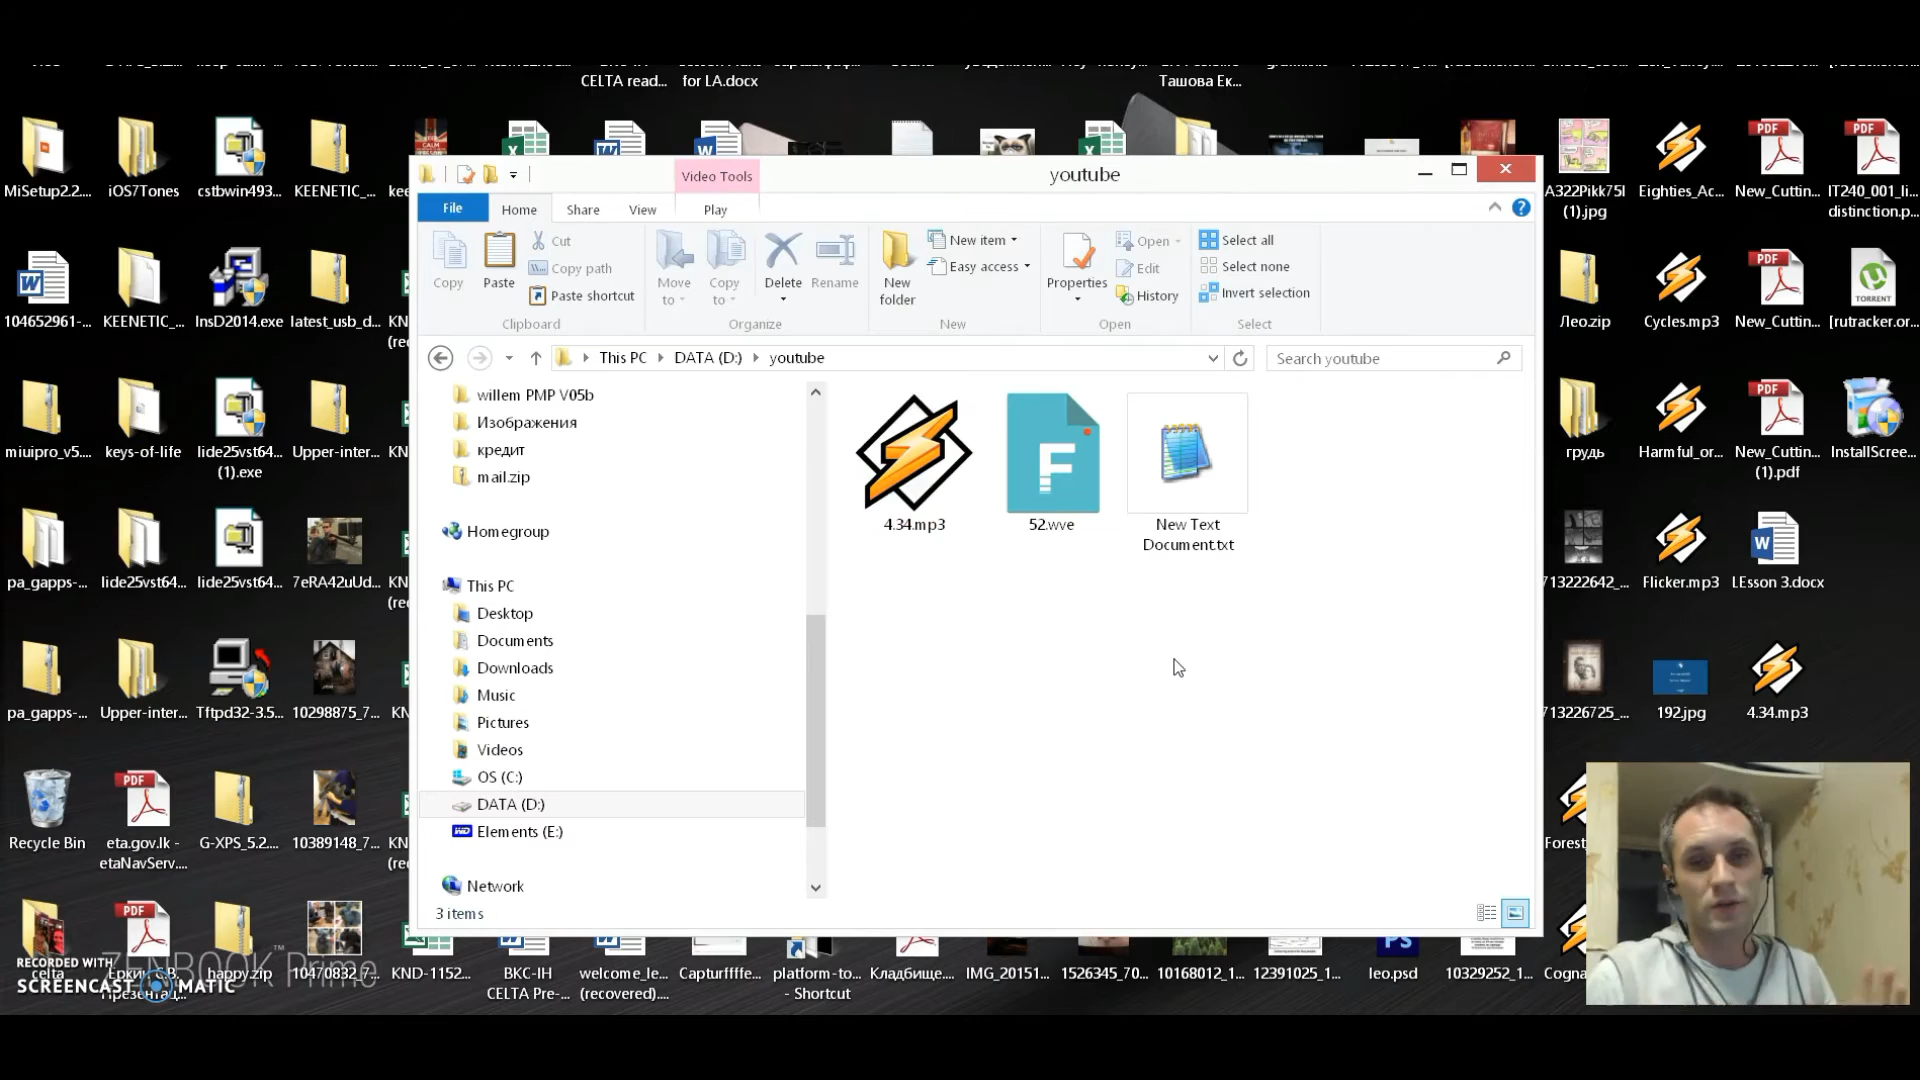 CELTA read...
for LA.docx
Ташова Ек...
MiSetup2.2....
iOS7Tones
cstbwin493...
KEENETIC_...
A322Pikk75I
(1).jpg
Eighties_Ac...
New_Cuttin...
IT240_001_li...
distinction.p...
Video Tools
youtube
File
Home
Share
View
Play
Copy
Paste
Cut
Copy path
Paste shortcut
Clipboard
Move
to
Copy
to
Delete
Rename
Organize
New
folder
New item
Easy access
New
Properties
Open
Edit
History
Open
Select all
Select none
Invert selection
Select
104652961-...
KEENETIC_...
InsD2014.exe
latest_usb_d...
Лео.zip
Cycles.mp3
New_Cuttin...
TORRENT
[rutracker.or...
This PC
DATA (D:)
youtube
Search youtube
willem PMP V05b
Изображения
кредит
mail.zip
Homegroup
This PC
Desktop
Documents
Downloads
Music
Pictures
Videos
OS (C:)
DATA (D:)
Elements (E:)
Network
3 items
4.34.mp3
52.wve
New Text
Document.txt
miuipro_v5....
keys-of-life
lide25vst64...
(1).exe
Upper-inter...
грудь
Harmful_or...
New_Cuttin...
(1).pdf
InstallScree...
pa_gapps-...
lide25vst64...
lide25vst64...
7eRA42uUd...
713222642_...
Flicker.mp3
LEsson 3.docx
pa_gapps-...
Upper-inter...
Tftpd32-3.5...
10298875_7...
713226725_...
192.jpg
4.34.mp3
Recycle Bin
eta.gov.lk -
etaNavServ....
G-XPS_5.2....
10389148_7...
celta
happy.zip
10470832_7...
KND-1152...
BKC-IH
CELTA Pre-...
welcome_le...
(recovered)....
Capturffffe...
platform-to...
- Shortcut
Кладбище...
IMG_20151...
1526345_70...
10168012_1...
12391025_1...
leo.psd
10329252_1...
RECORDED WITH
SCREENCAST-O-MATIC
ZENBOOK Prime